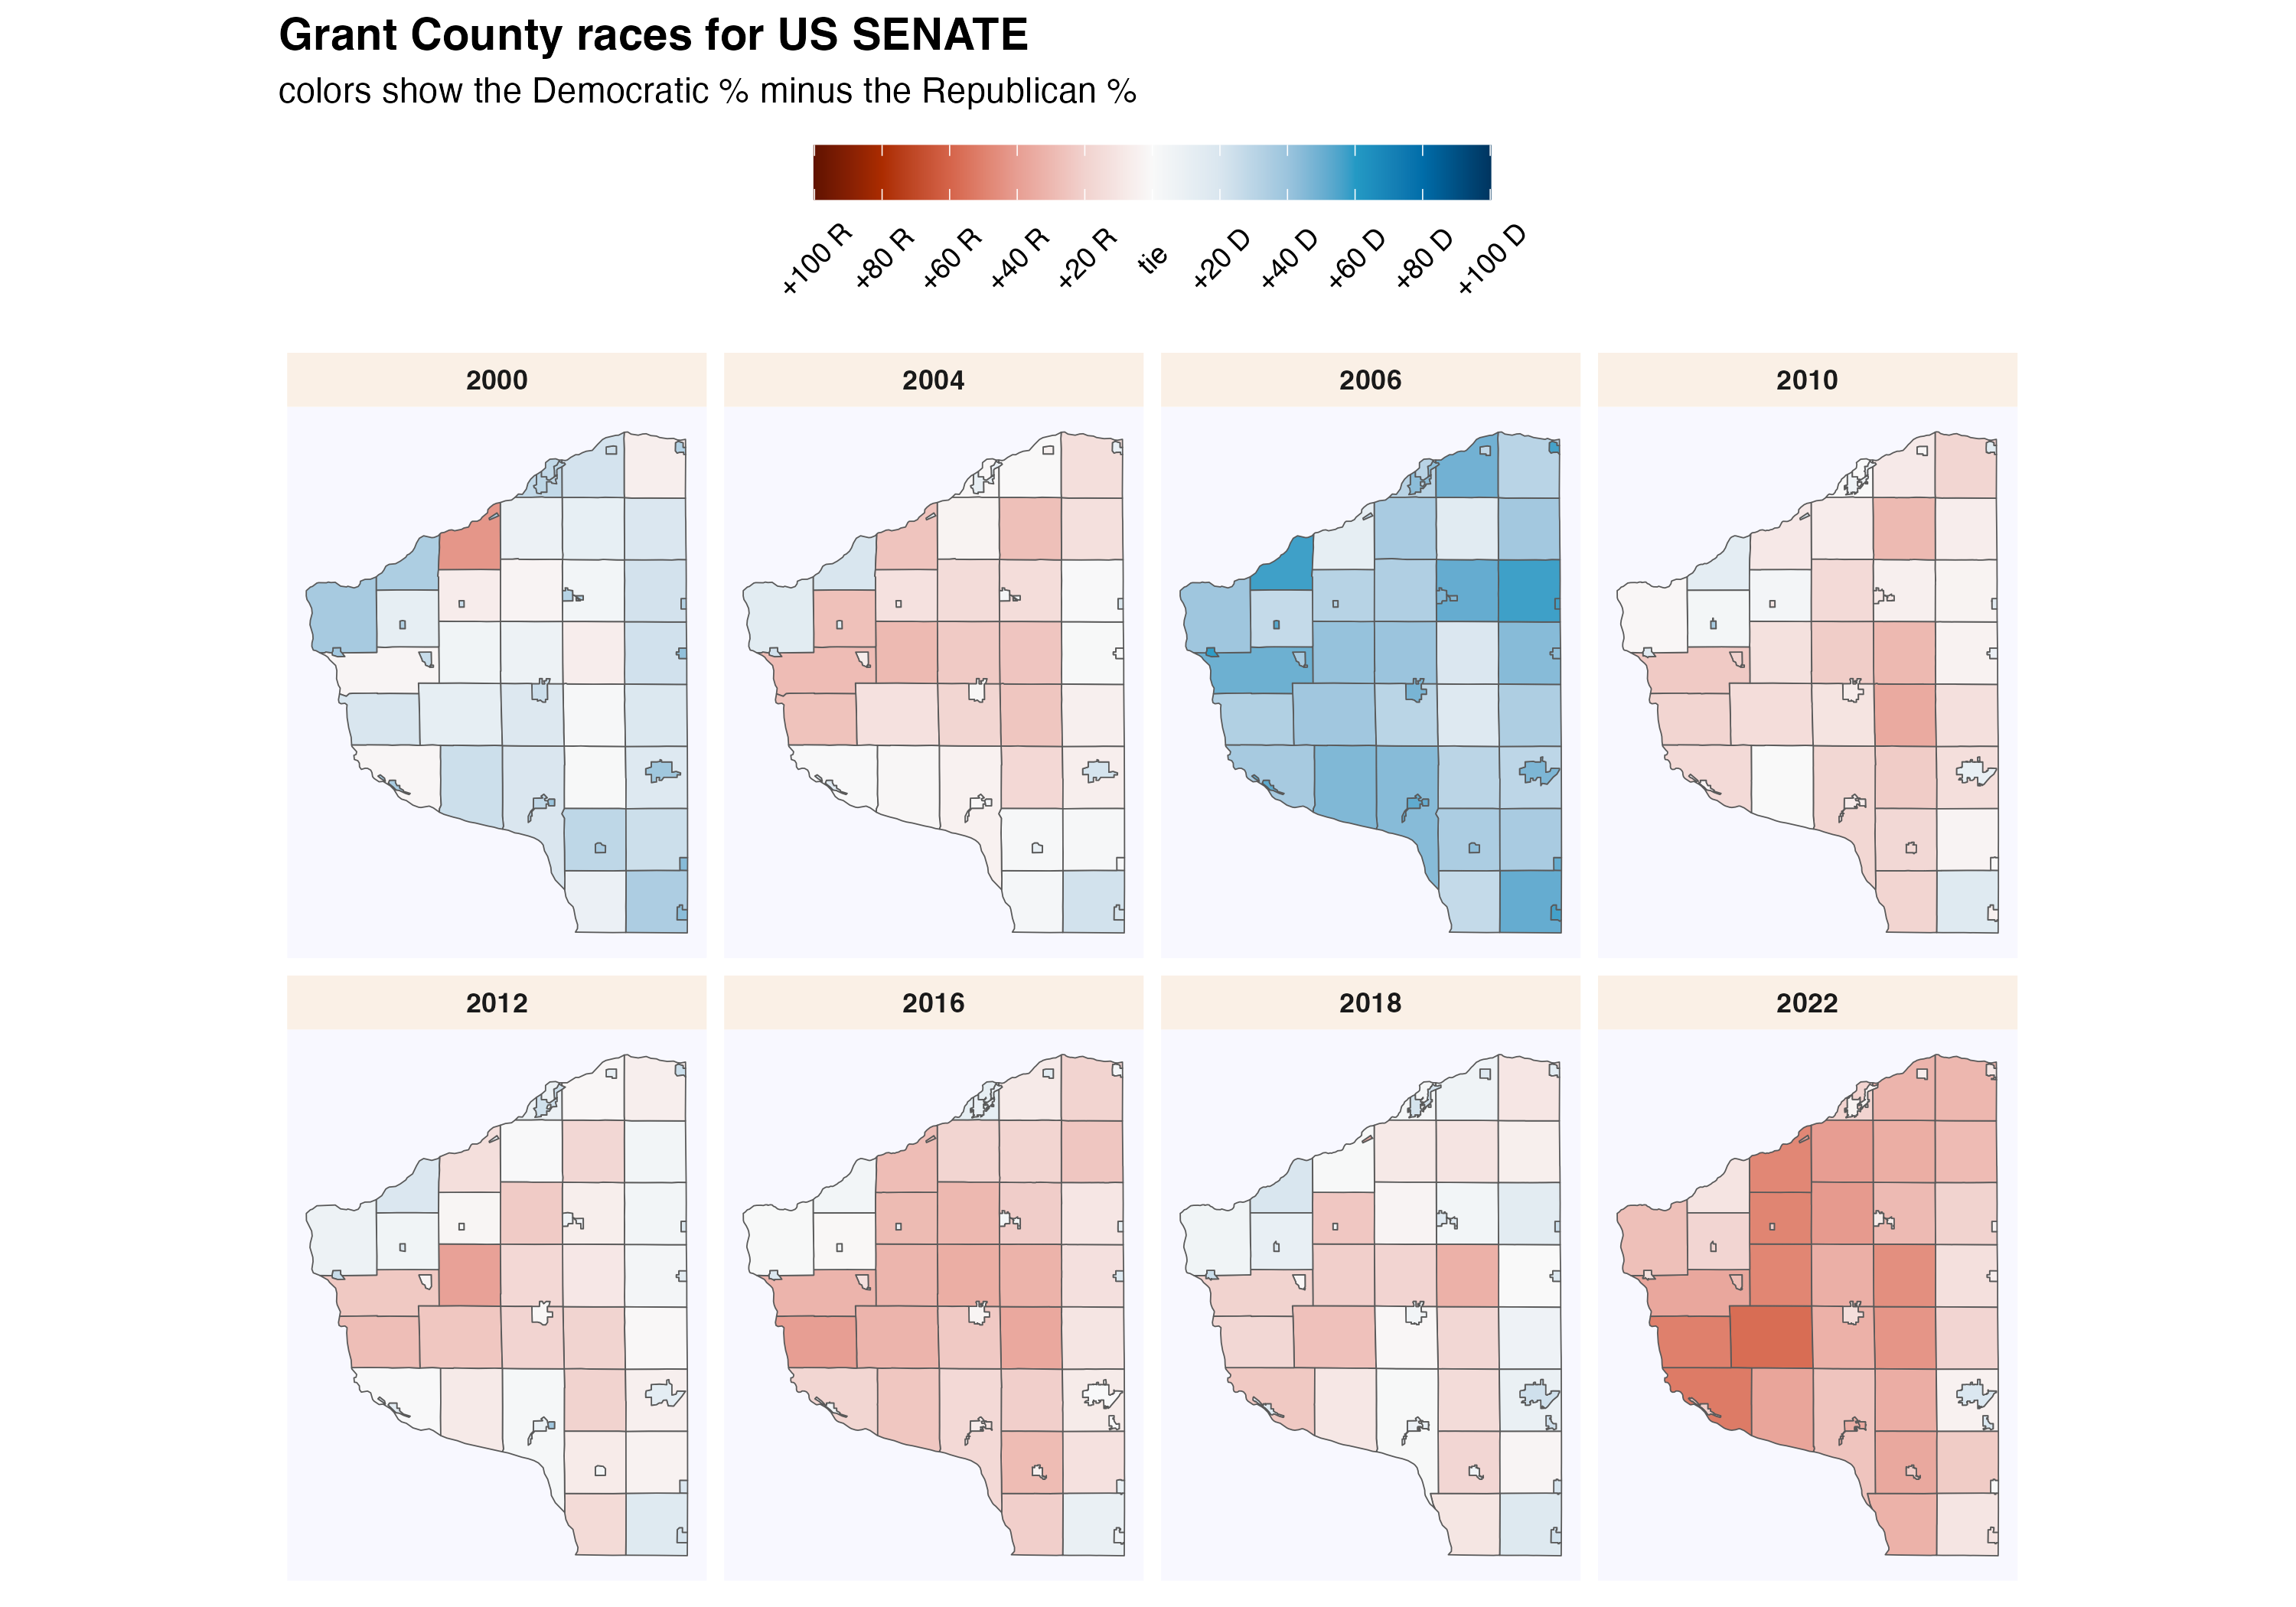 Grant County races for US SENATE
colors show the Democratic % minus the Republican %
+100 R
+80 R
+60 R
+40 R
+20 R
tie
+20 D
+40 D
+60 D
+80 D
+100 D
2000
2004
2006
2010
2012
2016
2018
2022